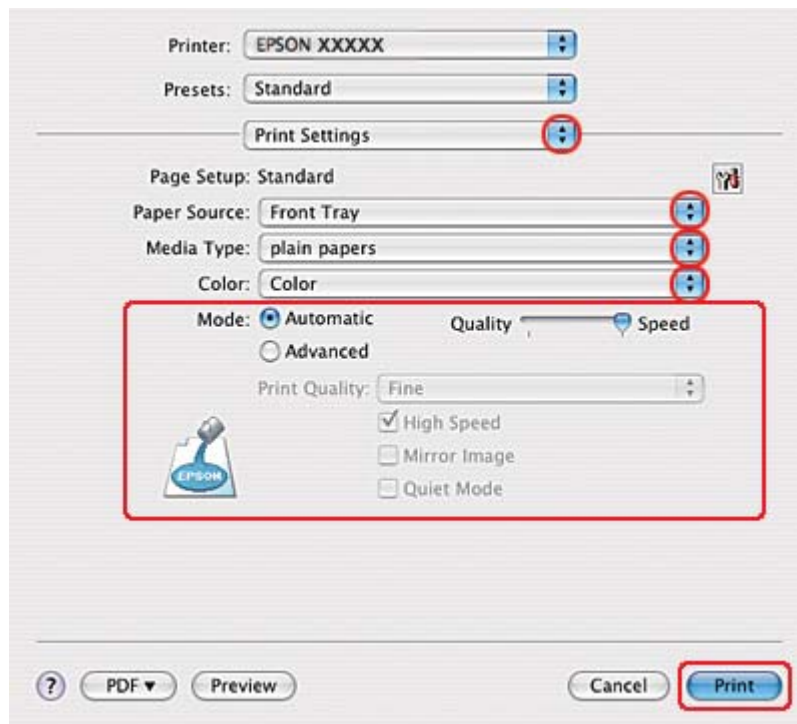 Printer: EPSON XXXXX
Presets: Standard
Print Settings
Page Setup: Standard
Paper Source: Front Tray
Media Type: plain papers
Color: Color
Mode: Automatic Quality Speed
Advanced
Print Quality: Fine
High Speed
EPSON
Mirror Image
Quiet Mode
? PDF Preview Cancel Print